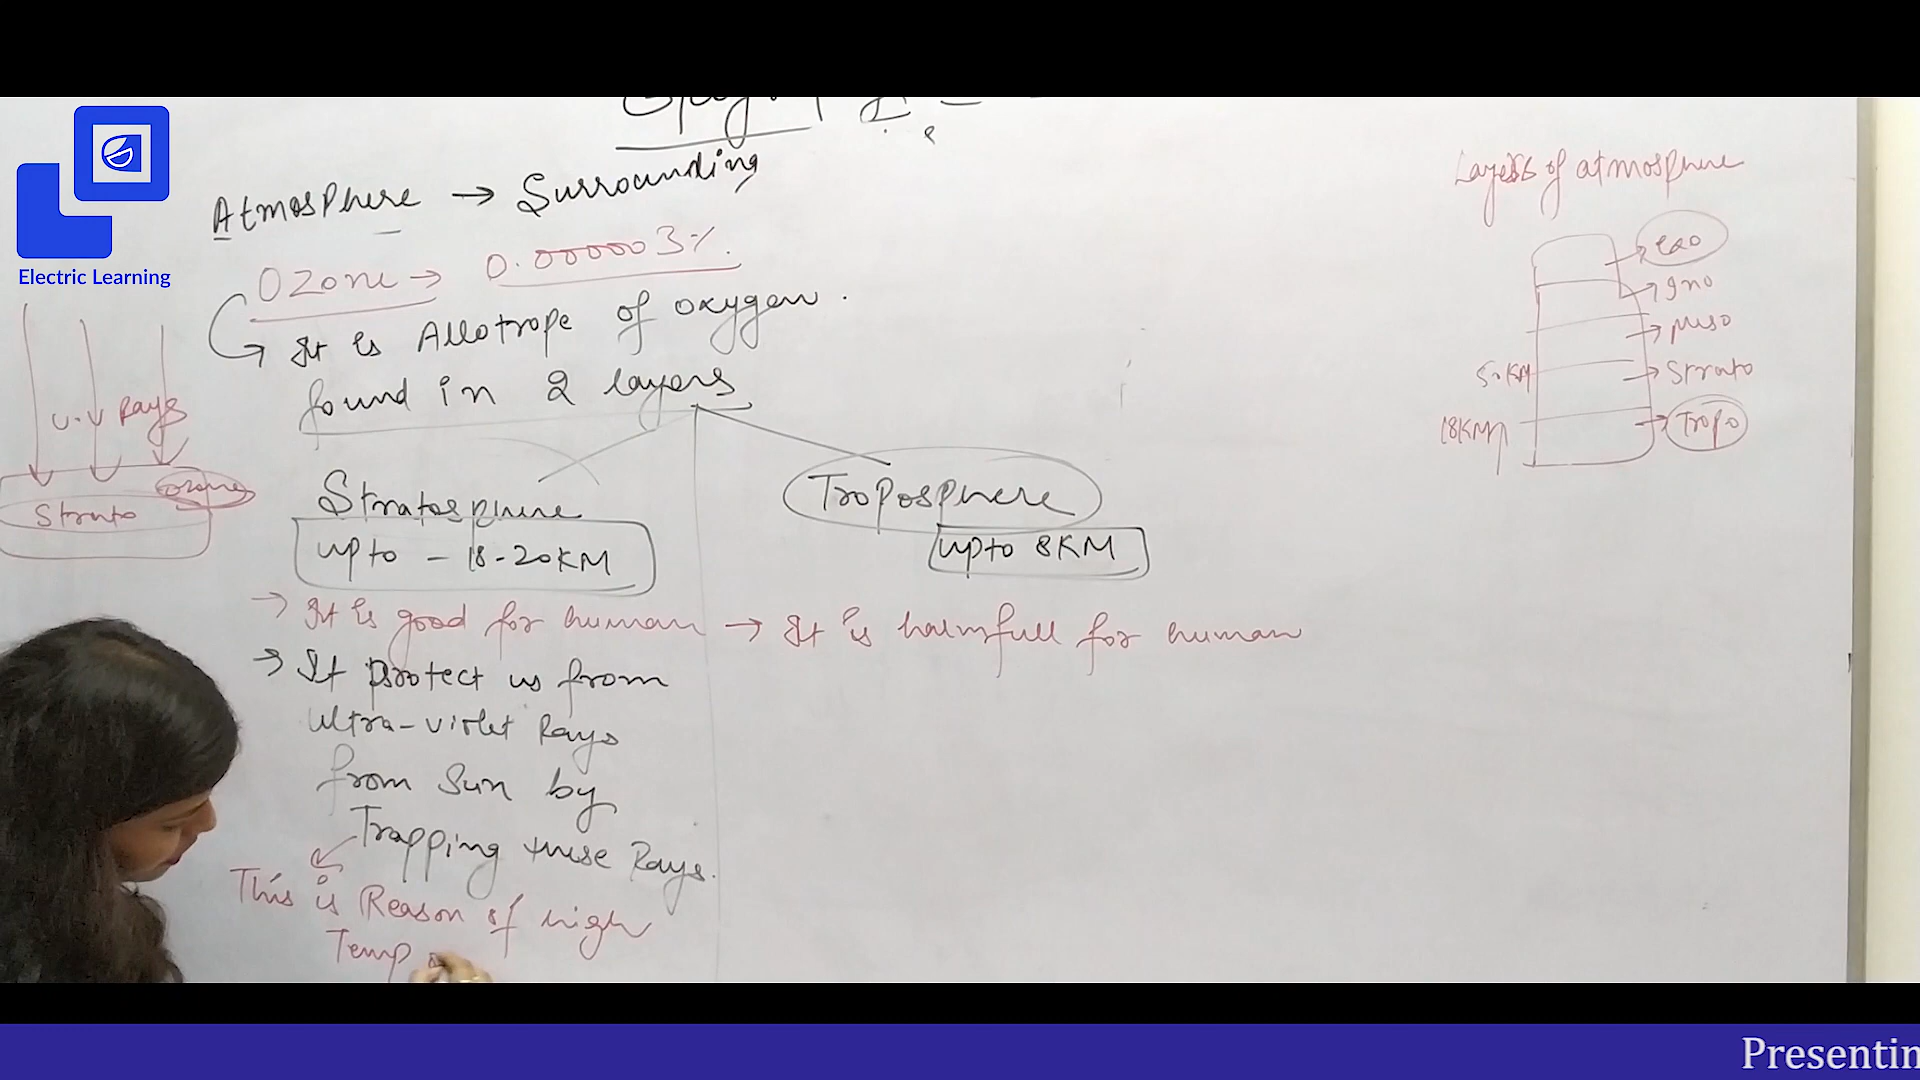 Electric Learning
Atmosphere → Surrounding
Ozone → 0.000003%.
It is Allotrope of oxygen.
found in 2 layers
Stratosphere
upto - 18-20KM
Troposphere
upto 8KM
→ It is good for human
→ It is harmfull for human
→ It protect us from
Ultra-violet Rays
from Sun by
Trapping these Rays.
This is Reason of high
Temp
U.V Rays
ozone
Strato
Layers of atmosphere
exo
Ino
Meso
50KM
Strato
18KM
Tropo
Presentin